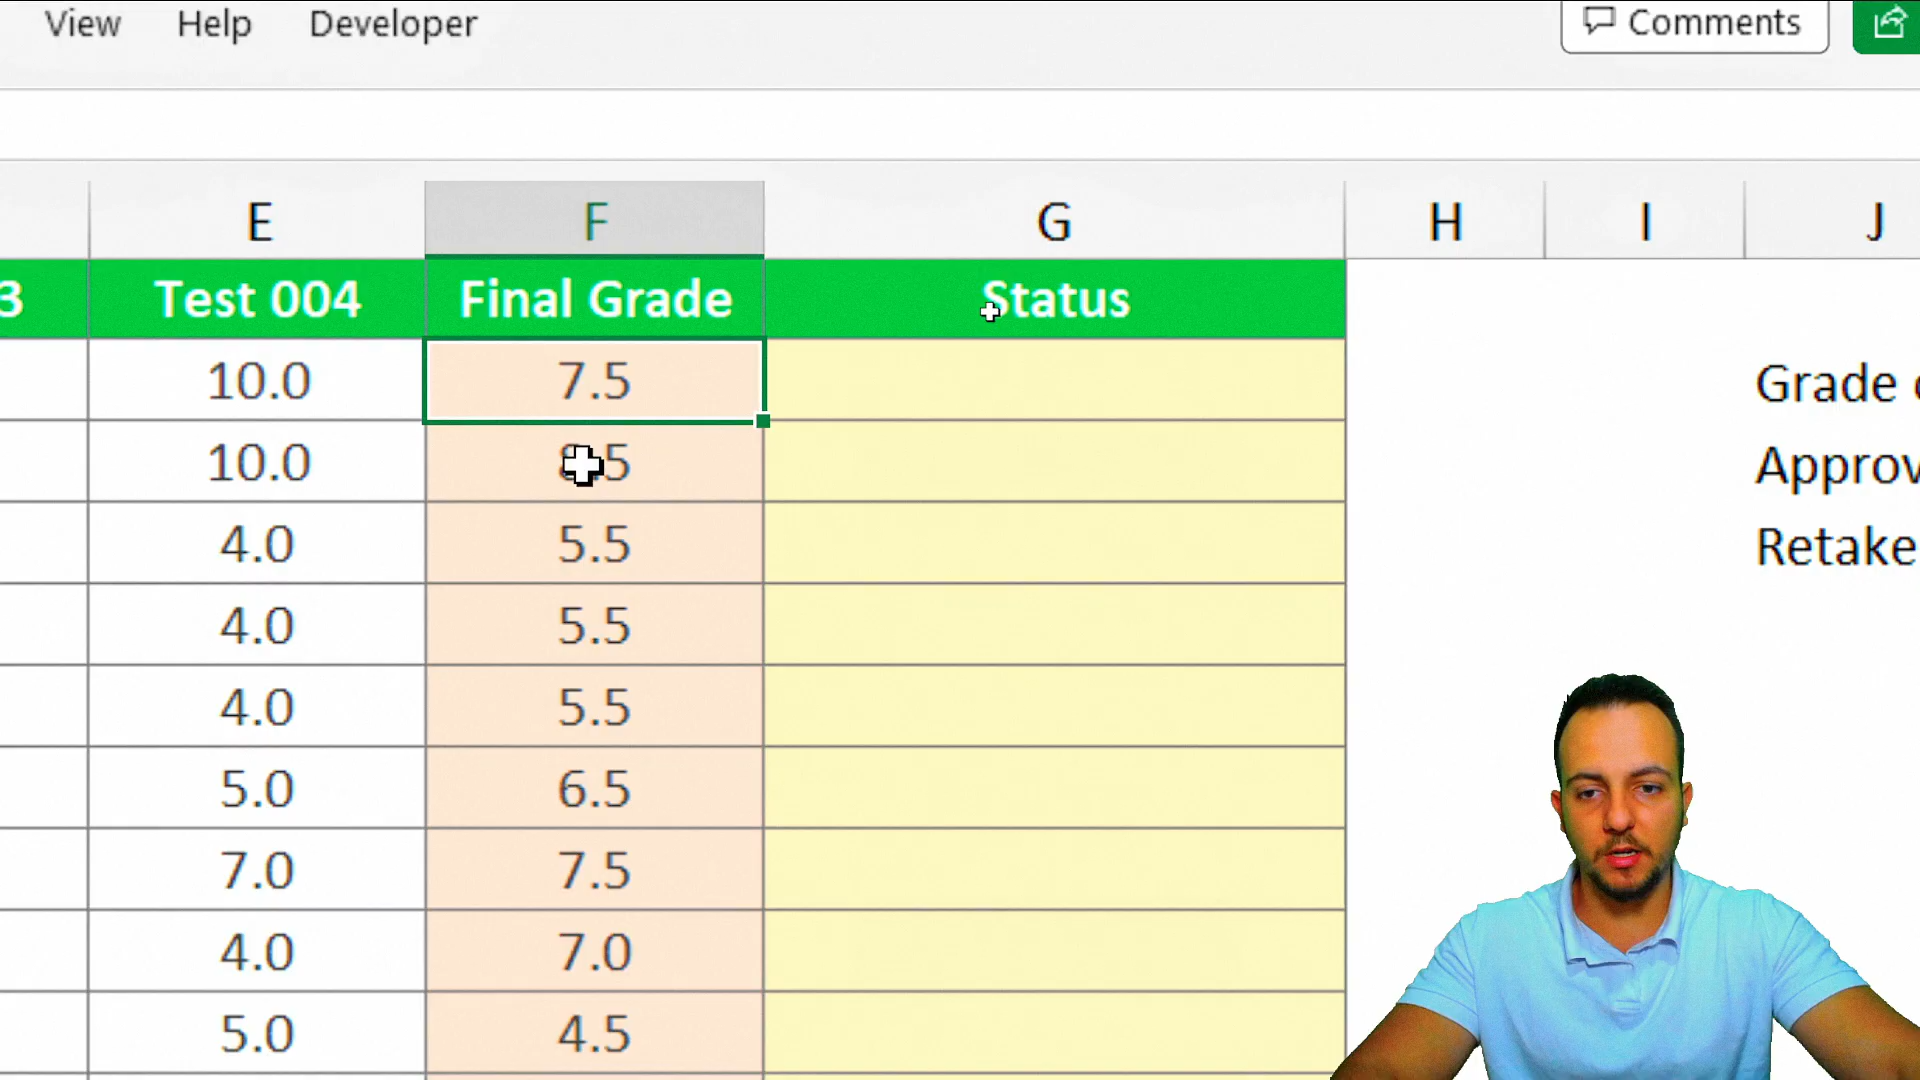 View Help Developer Comments
E F G H I J
3 Test 004 Final Grade Status
10.0 7.5 Grade
10.0 Approv
4.0 5.5 Retake
4.0 5.5
4.0 5.5
5.0 6.5
7.0 7.5
4.0 7.0
5.0 4.5